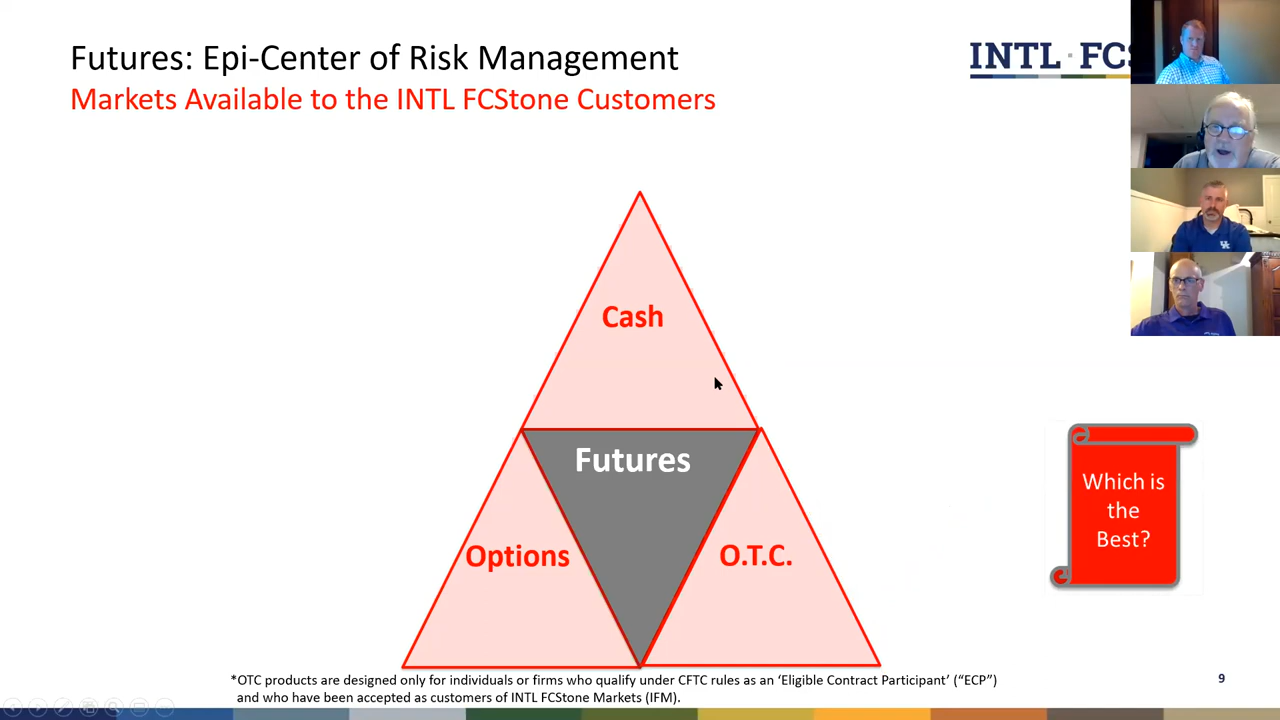 Futures: Epi-Center of Risk Management
Markets Available to the INTL FCStone Customers
INTL FCS
Cash
Futures
Options
O.T.C.
Which is
the
Best?
*OTC products are designed only for individuals or firms who qualify under CFTC rules as an ‘Eligible Contract Participant’ (“ECP”)
and who have been accepted as customers of INTL FCStone Markets (IFM).
9